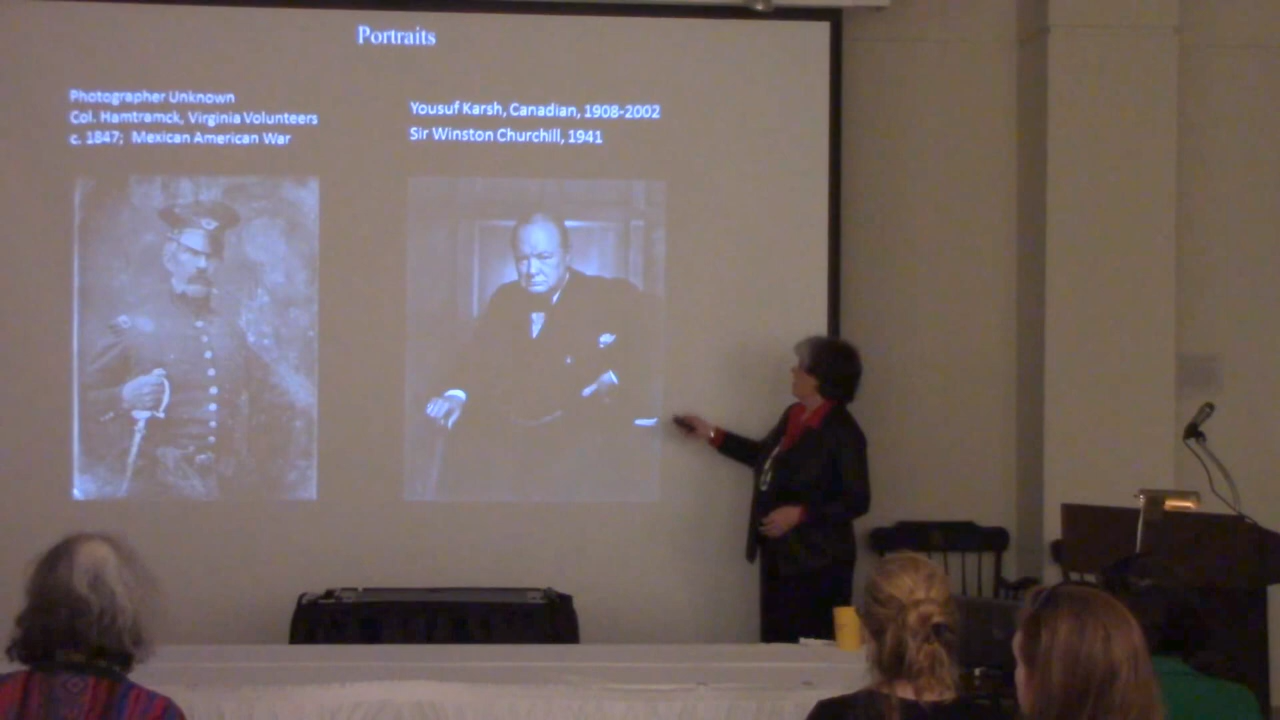 Portraits
Photographer Unknown
Col. Hamtramck, Virginia Volunteers
c. 1847; Mexican American War
Yousuf Karsh, Canadian, 1908-2002
Sir Winston Churchill, 1941